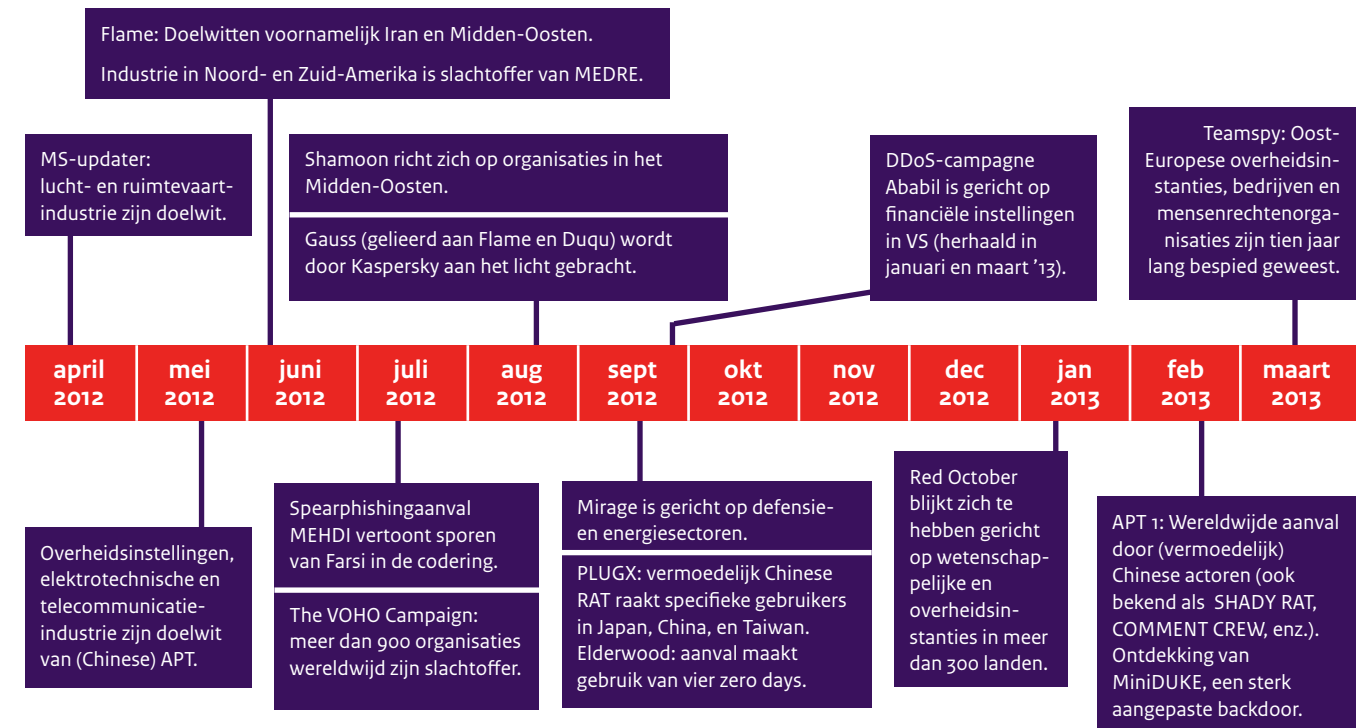 Flame: Doelwitten voornamelijk Iran en Midden-Oosten.
Industrie in Noord- en Zuid-Amerika is slachtoffer van MEDRE.
MS-updater:
lucht- en ruimtevaart-
industrie zijn doelwit.
Shamoon richt zich op organisaties in het
Midden-Oosten.
Gauss (gelieerd aan Flame en Duqu) wordt
door Kaspersky aan het licht gebracht.
DDoS-campagne
Ababil is gericht op
financiële instellingen
in VS (herhaald in
januari en maart ’13).
Teamspy: Oost-
Europese overheidsin-
stanties, bedrijven en
mensenrechtenorga-
nisaties zijn tien jaar
lang bespied geweest.
april
2012
mei
2012
juni
2012
juli
2012
aug
2012
sept
2012
okt
2012
nov
2012
dec
2012
jan
2013
feb
2013
maart
2013
Overheidsinstellingen,
elektrotechnische en
telecommunicatie-
industrie zijn doelwit
van (Chinese) APT.
Spearphishingaanval
MEHDI vertoont sporen
van Farsi in de codering.
The VOHO Campaign:
meer dan 900 organisaties
wereldwijd zijn slachtoffer.
Mirage is gericht op defensie-
en energiesectoren.
PLUGX: vermoedelijk Chinese
RAT raakt specifieke gebruikers
in Japan, China, en Taiwan.
Elderwood: aanval maakt
gebruik van vier zero days.
Red October
blijkt zich te
hebben gericht
op wetenschap-
pelijke en
overheidsin-
stanties in meer
dan 300 landen.
APT 1: Wereldwijde aanval
door (vermoedelijk)
Chinese actoren (ook
bekend als SHADY RAT,
COMMENT CREW, enz.).
Ontdekking van
MiniDUKE, een sterk
aangepaste backdoor.